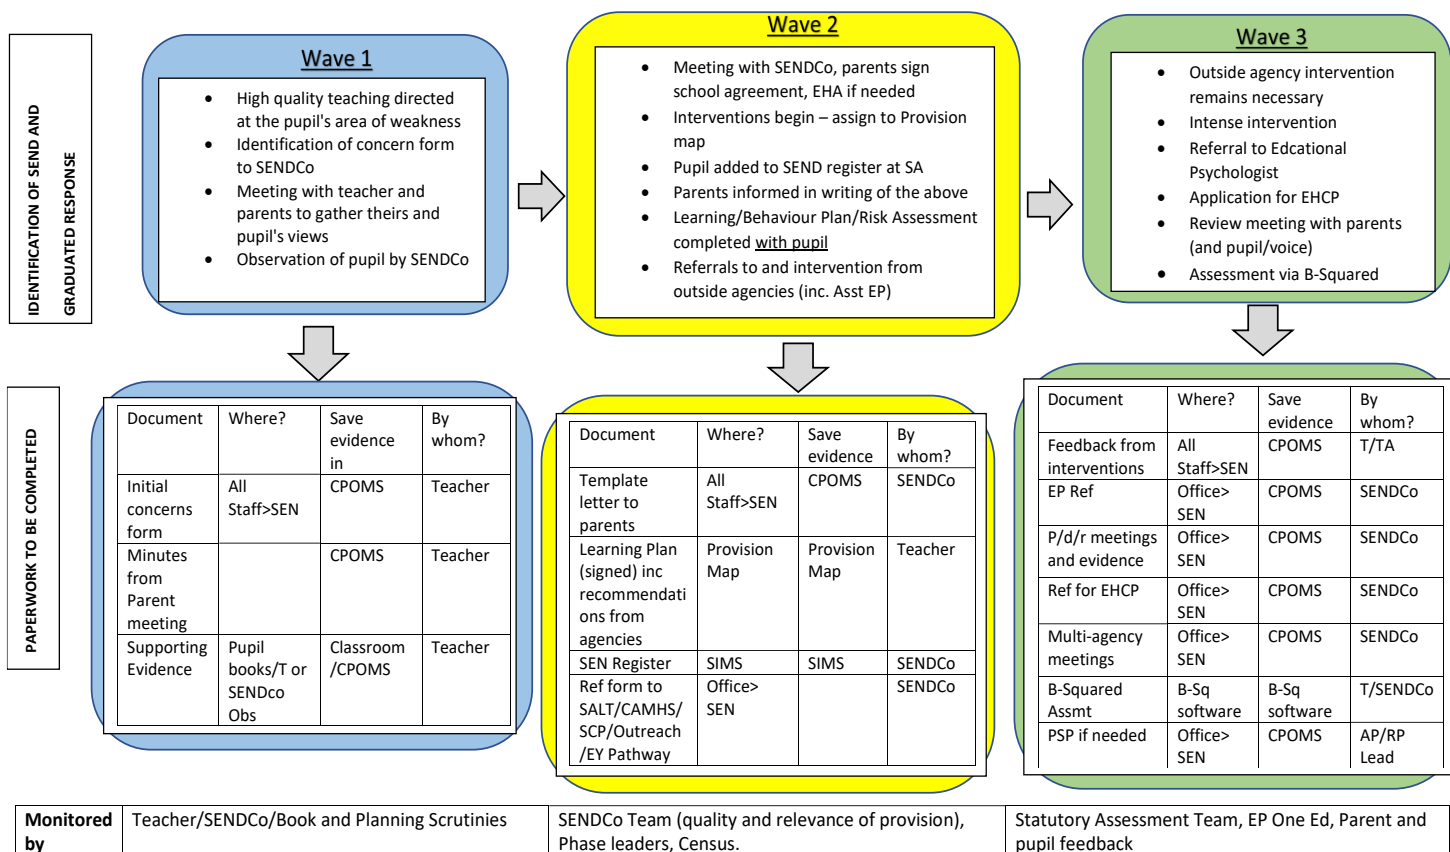 IDENTIFICATION OF SEND AND
GRADUATED RESPONSE
Wave 1
• High quality teaching directed
at the pupil's area of weakness
• Identification of concern form
to SENDCo
• Meeting with teacher and
parents to gather theirs and
pupil's views
• Observation of pupil by SENDCo
Wave 2
• Meeting with SENDCo, parents sign
school agreement, EHA if needed
• Interventions begin – assign to Provision
map
• Pupil added to SEND register at SA
• Parents informed in writing of the above
• Learning/Behaviour Plan/Risk Assessment
completed with pupil
• Referrals to and intervention from
outside agencies (inc. Asst EP)
Wave 3
• Outside agency intervention
remains necessary
• Intense intervention
• Referral to Edcational
Psychologist
• Application for EHCP
• Review meeting with parents
(and pupil/voice)
• Assessment via B-Squared
PAPERWORK TO BE COMPLETED
Document Where? Save By
evidence whom?
in
Initial All CPOMS Teacher
concerns Staff>SEN
form
Minutes CPOMS Teacher
from
Parent
meeting
Supporting Pupil Classroom Teacher
Evidence books/T or /CPOMS
SENDco
Obs
Document Where? Save By
evidence whom?
Template All CPOMS SENDCo
letter to Staff>SEN
parents
Learning Plan Provision Provision Teacher
(signed) inc Map Map
recommendati
ons from
agencies
SEN Register SIMS SIMS SENDCo
Ref form to Office> SENDCo
SALT/CAMHS/ SEN
SCP/Outreach
/EY Pathway
Document Where? Save By
evidence whom?
Feedback from All CPOMS T/TA
interventions Staff>SEN
EP Ref Office> CPOMS SENDCo
SEN
P/d/r meetings Office> CPOMS SENDCo
and evidence SEN
Ref for EHCP Office> CPOMS SENDCo
SEN
Multi-agency Office> CPOMS SENDCo
meetings SEN
B-Squared B-Sq B-Sq T/SENDCo
Assmt software software
PSP if needed Office> CPOMS AP/RP
SEN Lead
Monitored Teacher/SENDCo/Book and Planning Scrutinies SENDCo Team (quality and relevance of provision), Statutory Assessment Team, EP One Ed, Parent and
by Phase leaders, Census. pupil feedback